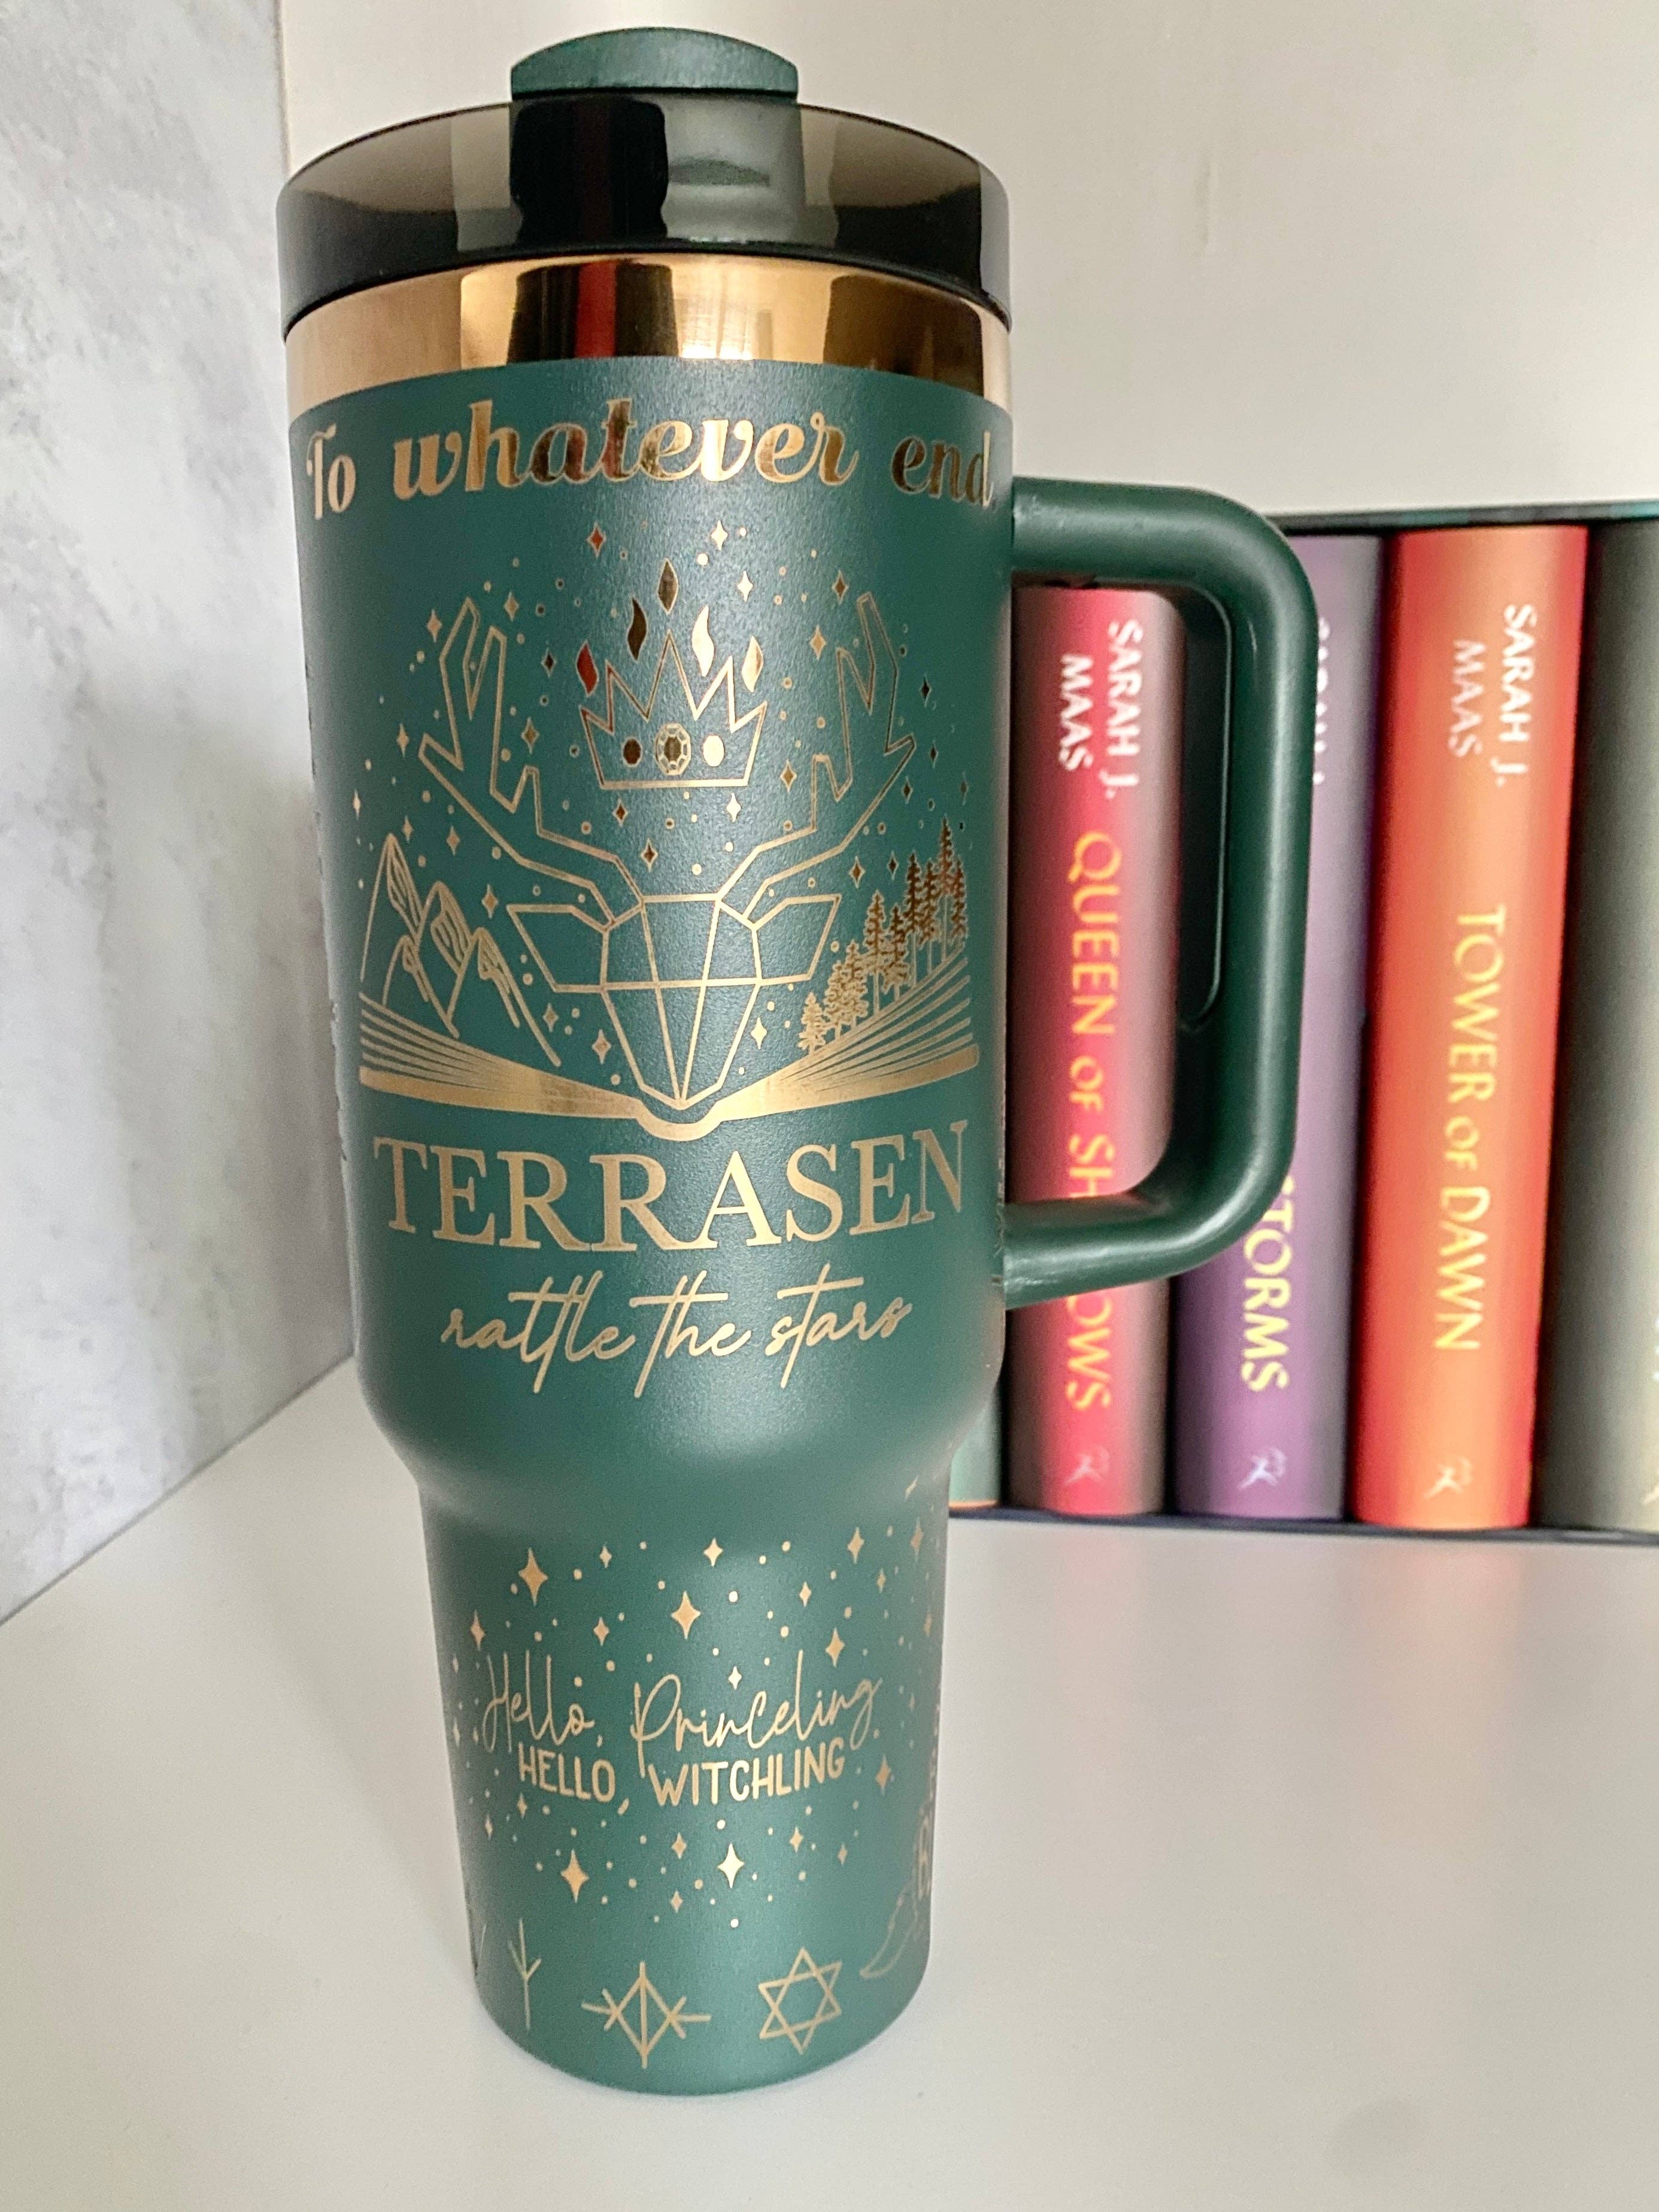 To whatever end
TERRASEN
rattle the stars
Hello, Princeling
HELLO, WITCHLING
SARAH J.
MAAS
QUEEN OF SH OWS
STORMS
SARAH J.
MAAS
TOWER OF DAWN